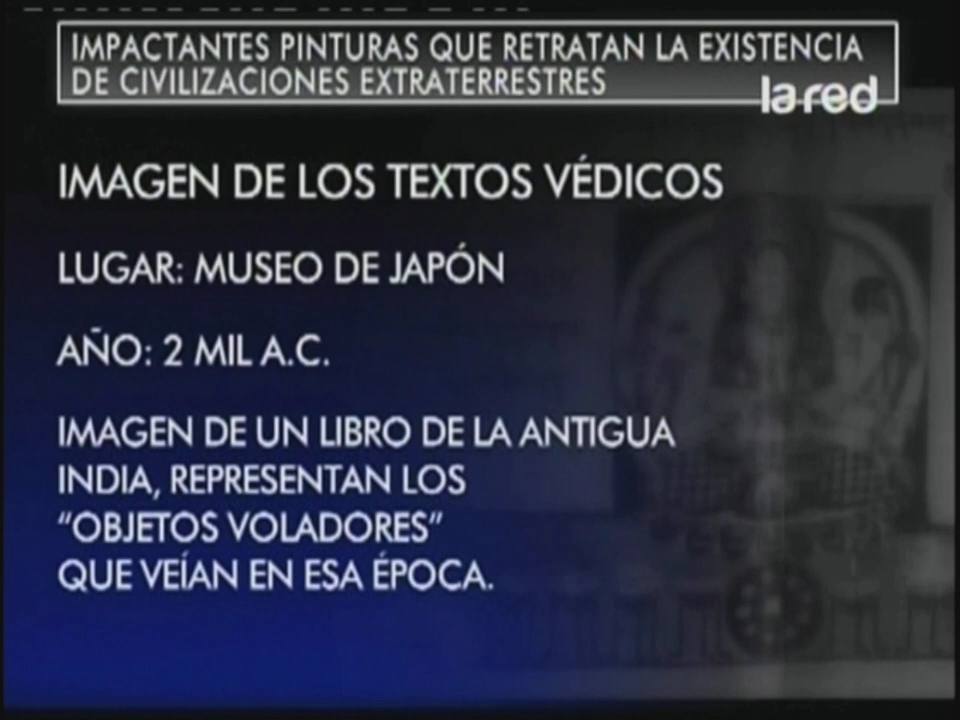 IMPACTANTES PINTURAS QUE RETRATAN LA EXISTENCIA
DE CIVILIZACIONES EXTRATERRESTRES
la red
IMAGEN DE LOS TEXTOS VÉDICOS
LUGAR: MUSEO DE JAPÓN
AÑO: 2 MIL A.C.
IMAGEN DE UN LIBRO DE LA ANTIGUA
INDIA, REPRESENTAN LOS
“OBJETOS VOLADORES”
QUE VEÍAN EN ESA ÉPOCA.